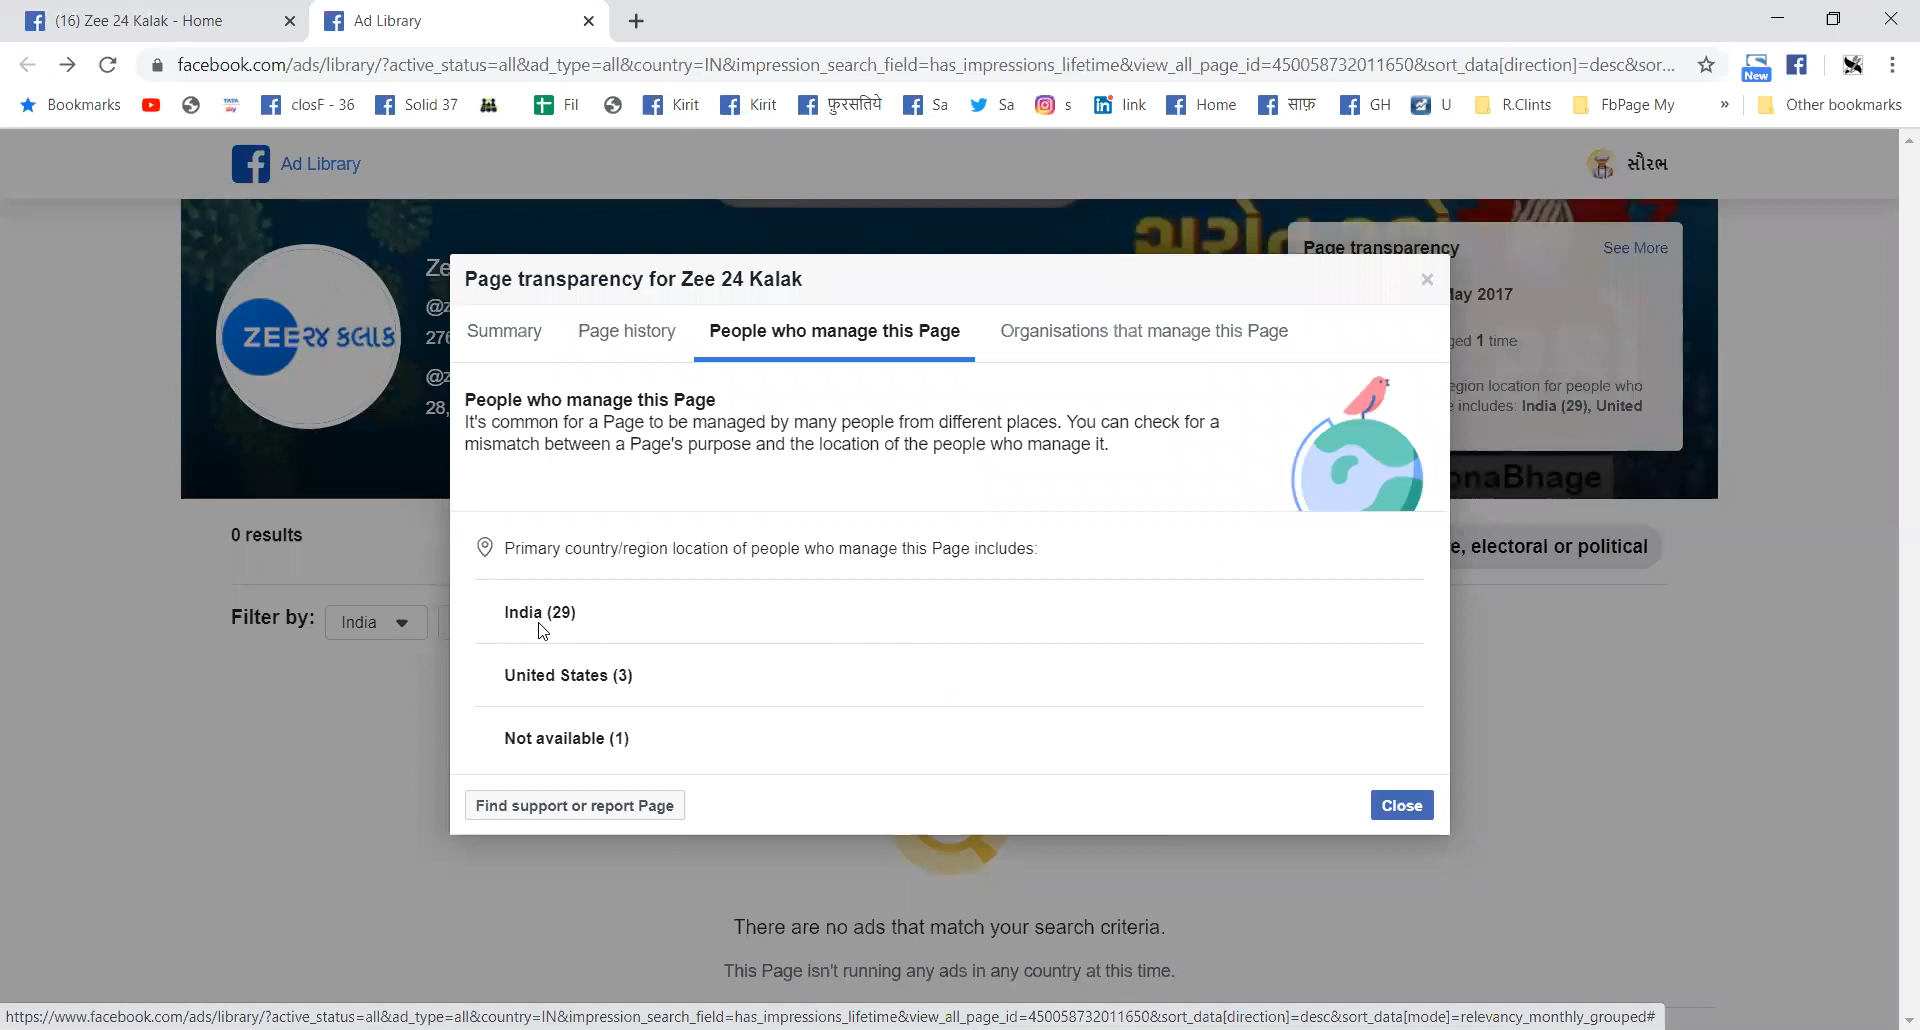 (16) Zee 24 Kalak - Home
Ad Library
facebook.com/ads/library/?active_status=all&ad_type=all&country=IN&impression_search_field=has_impressions_lifetime&view_all_page_id=450058732011650&sort_data[direction]=desc&sor...
New
Bookmarks closF - 36 Solid 37 Fil Kirit Kirit फ़ुरसतिये Sa Sa s link Home साफ़ GH U R.Clints FbPage My » Other bookmarks
Ad Library
સૌરભ
Page transparency See More
ZEE ૨૪ કલાક
Ze
@z
276
@z
28,
May 2017
ged 1 time
egion location for people who
includes: India (29), United
onaBhage
Page transparency for Zee 24 Kalak
Summary Page history People who manage this Page Organisations that manage this Page
People who manage this Page
It's common for a Page to be managed by many people from different places. You can check for a
mismatch between a Page's purpose and the location of the people who manage it.
Primary country/region location of people who manage this Page includes:
India (29)
United States (3)
Not available (1)
Find support or report Page Close
0 results
e, electoral or political
Filter by: India
There are no ads that match your search criteria.
This Page isn't running any ads in any country at this time.
https://www.facebook.com/ads/library/?active_status=all&ad_type=all&country=IN&impression_search_field=has_impressions_lifetime&view_all_page_id=450058732011650&sort_data[direction]=desc&sort_data[mode]=relevancy_monthly_grouped#